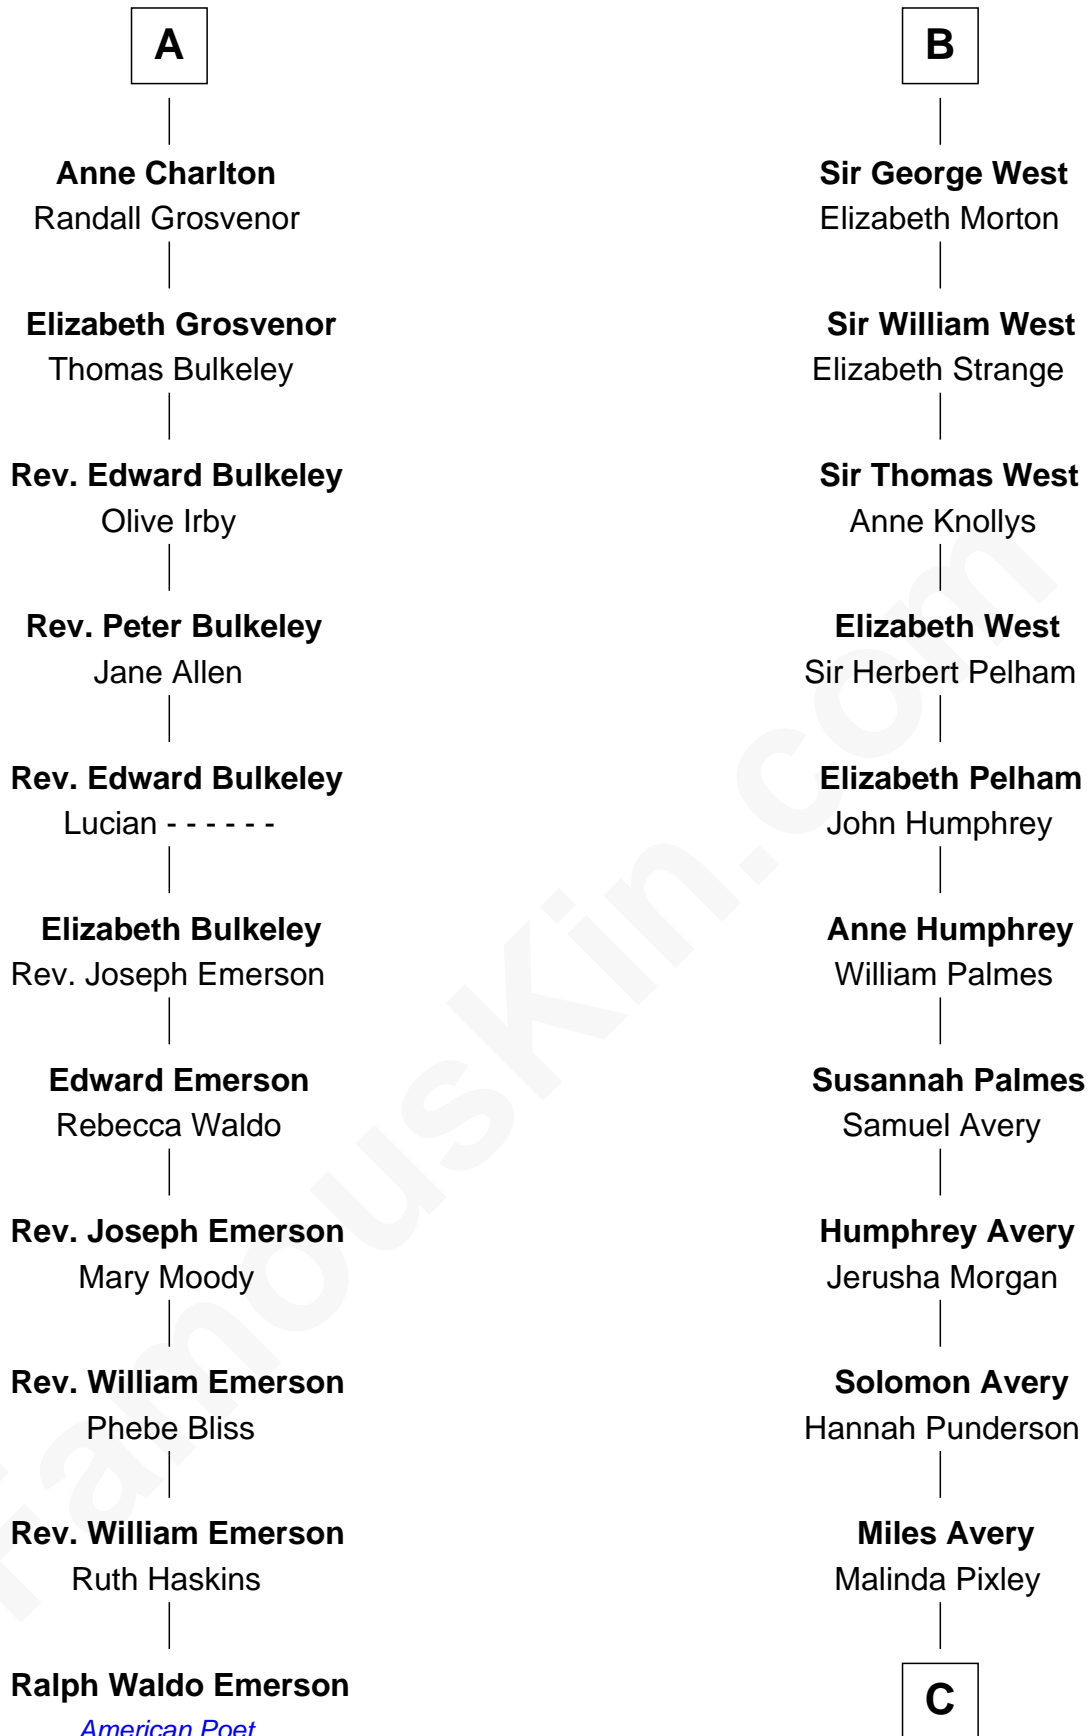 A
Anne Charlton
Randall Grosvenor
Elizabeth Grosvenor
Thomas Bulkeley
Rev. Edward Bulkeley
Olive Irby
Rev. Peter Bulkeley
Jane Allen
Rev. Edward Bulkeley
Lucian - - - - - -
Elizabeth Bulkeley
Rev. Joseph Emerson
Edward Emerson
Rebecca Waldo
Rev. Joseph Emerson
Mary Moody
Rev. William Emerson
Phebe Bliss
Rev. William Emerson
Ruth Haskins
Ralph Waldo Emerson
American Poet
B
Sir George West
Elizabeth Morton
Sir William West
Elizabeth Strange
Sir Thomas West
Anne Knollys
Elizabeth West
Sir Herbert Pelham
Elizabeth Pelham
John Humphrey
Anne Humphrey
William Palmes
Susannah Palmes
Samuel Avery
Humphrey Avery
Jerusha Morgan
Solomon Avery
Hannah Punderson
Miles Avery
Malinda Pixley
C
FamousKin.com